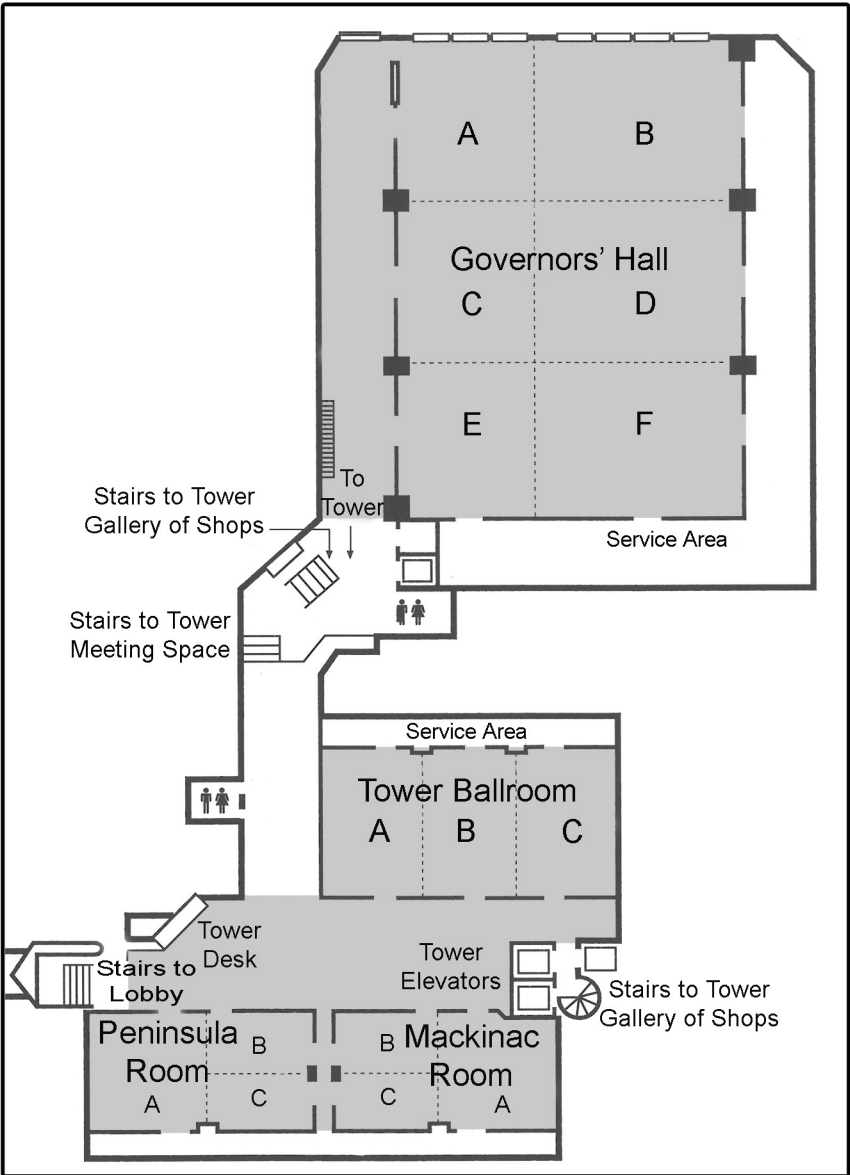 A
B
Governors’ Hall
C
D
E
F
To
Tower
Stairs to Tower
Gallery of Shops
Service Area
Stairs to Tower
Meeting Space
Service Area
Tower Ballroom
A
B
C
Tower
Desk
Tower
Elevators
Stairs to
Lobby
Stairs to Tower
Gallery of Shops
Peninsula
Room
A
B
C
Mackinac
Room
B
C
A